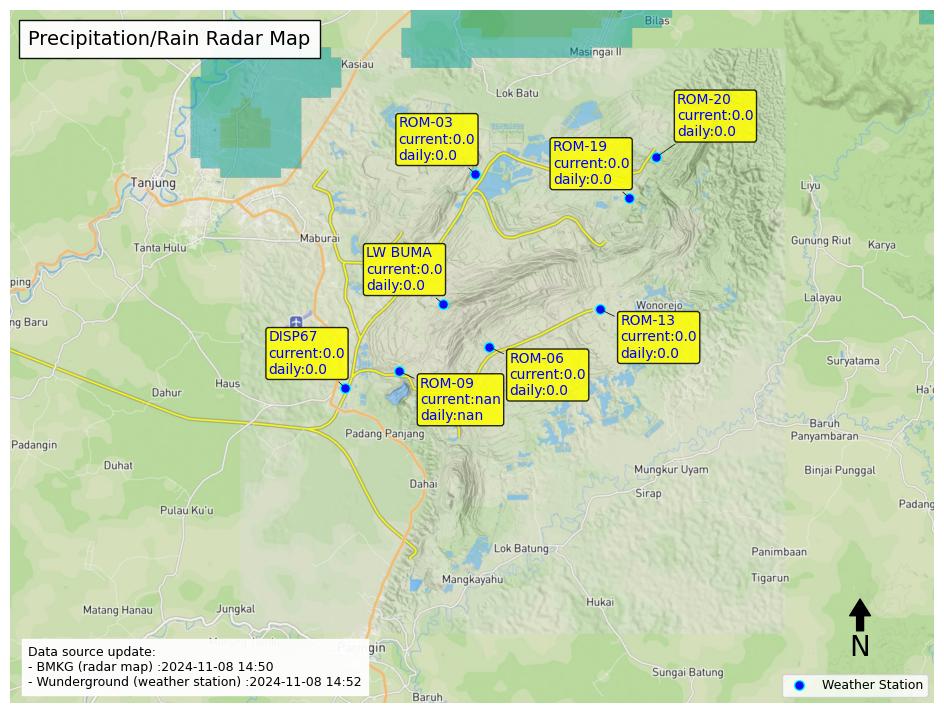 Precipitation/Rain Radar Map
Bilas
Masingai II
Kasiau
Lok Batu
ROM-20
current:0.0
daily:0.0
ROM-03
current:0.0
daily:0.0
ROM-19
current:0.0
daily:0.0
Tanjung
Liyu
Maburai
Tanta Hulu
Gunung Riut
Karya
LW BUMA
current:0.0
daily:0.0
ping
Lalayau
Wonorejo
ng Baru
ROM-13
current:0.0
daily:0.0
DISP67
current:0.0
daily:0.0
ROM-06
current:0.0
daily:0.0
Suryatama
Haus
Dahur
ROM-09
current:nan
daily:nan
Ha'
Baruh
Panyambaran
Padang Panjang
Padangin
Duhat
Mungkur Uyam
Binjai Punggal
Dahai
Sirap
Padang
Pulau Ku'u
Lok Batung
Panimbaan
Mangkayahu
Tigarun
Hukai
Matang Hanau
Jungkal
N
Sungai Batung
Baruh
Data source update:
- BMKG (radar map) :2024-11-08 14:50
- Wunderground (weather station) :2024-11-08 14:52
Weather Station